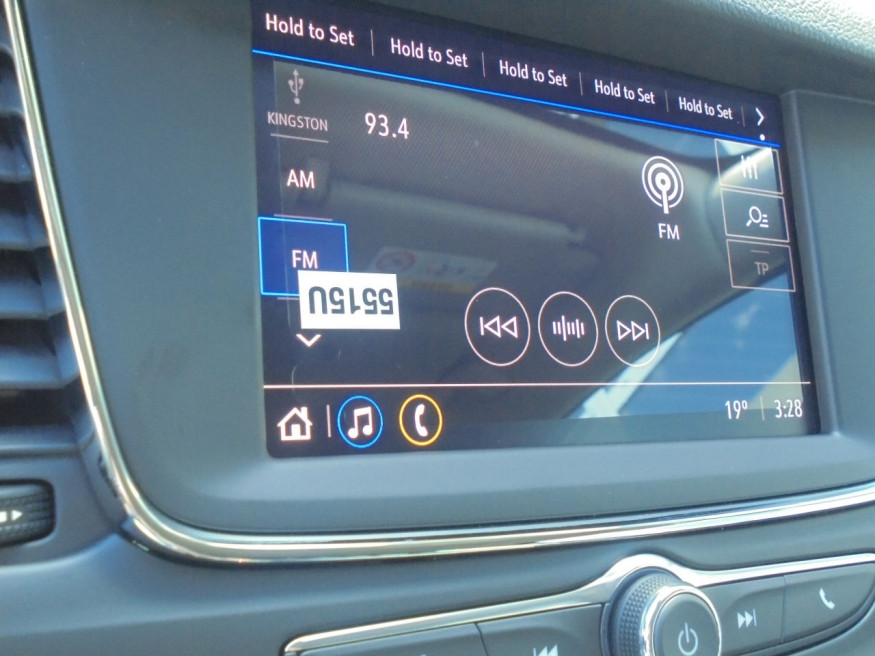 Hold to Set Hold to Set Hold to Set Hold to Set Hold to Set
KINGSTON 93.4
AM
FM
FM
TP
5515U
19° 3:28